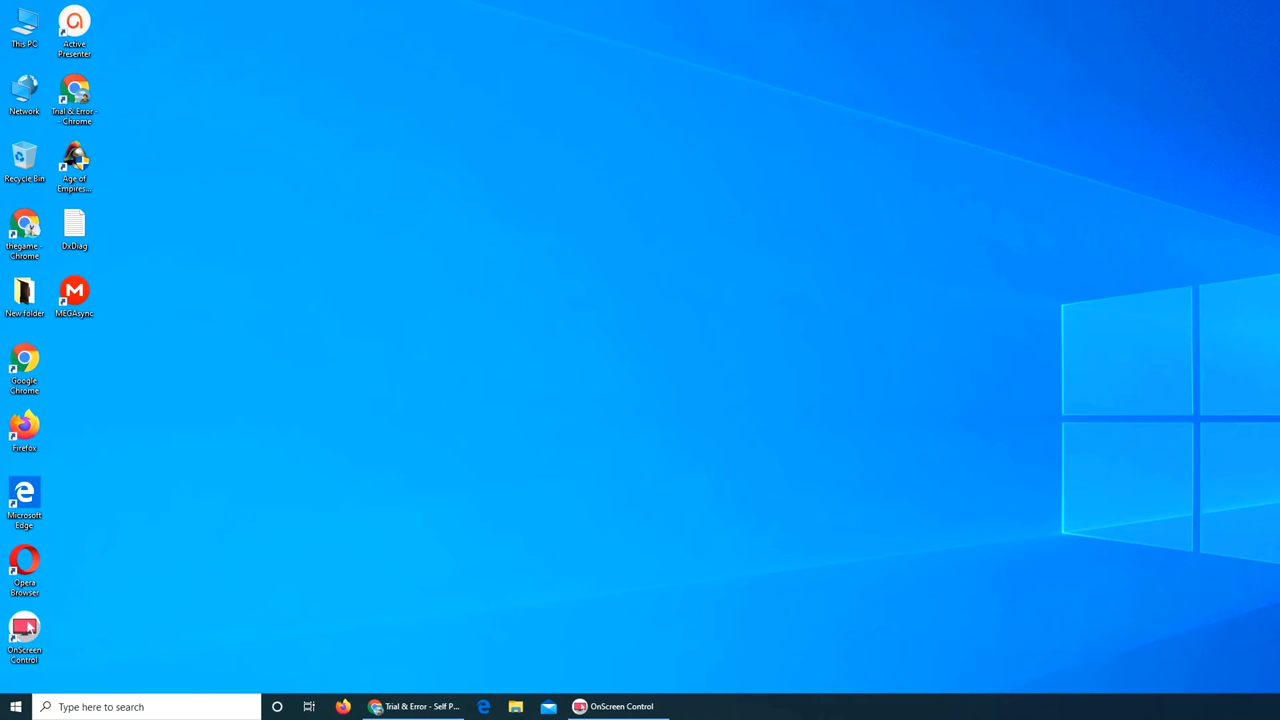 This PC
Active
Presenter
Network
Trial & Error -
- Chrome
Recycle Bin
Age of
Empires...
thegame -
Chrome
DxDiag
New folder
MEGAsync
Google
Chrome
Firefox
Microsoft
Edge
Opera
Browser
OnScreen
Control
Type here to search
Trial & Error - Self P...
OnScreen Control